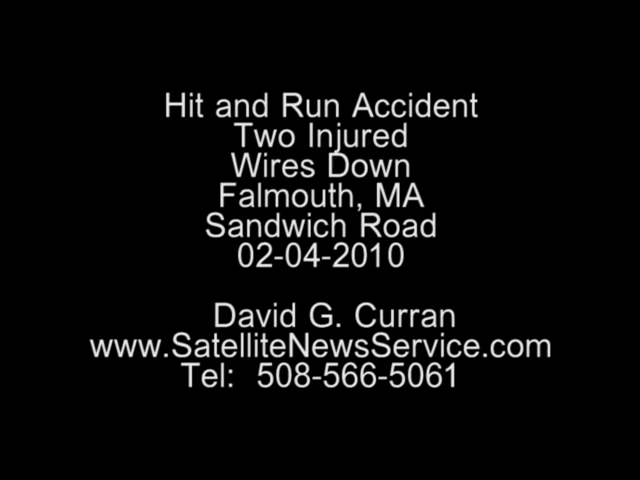 Hit and Run Accident
Two Injured
Wires Down
Falmouth, MA
Sandwich Road
02-04-2010
David G. Curran
www.SatelliteNewsService.com
Tel: 508-566-5061